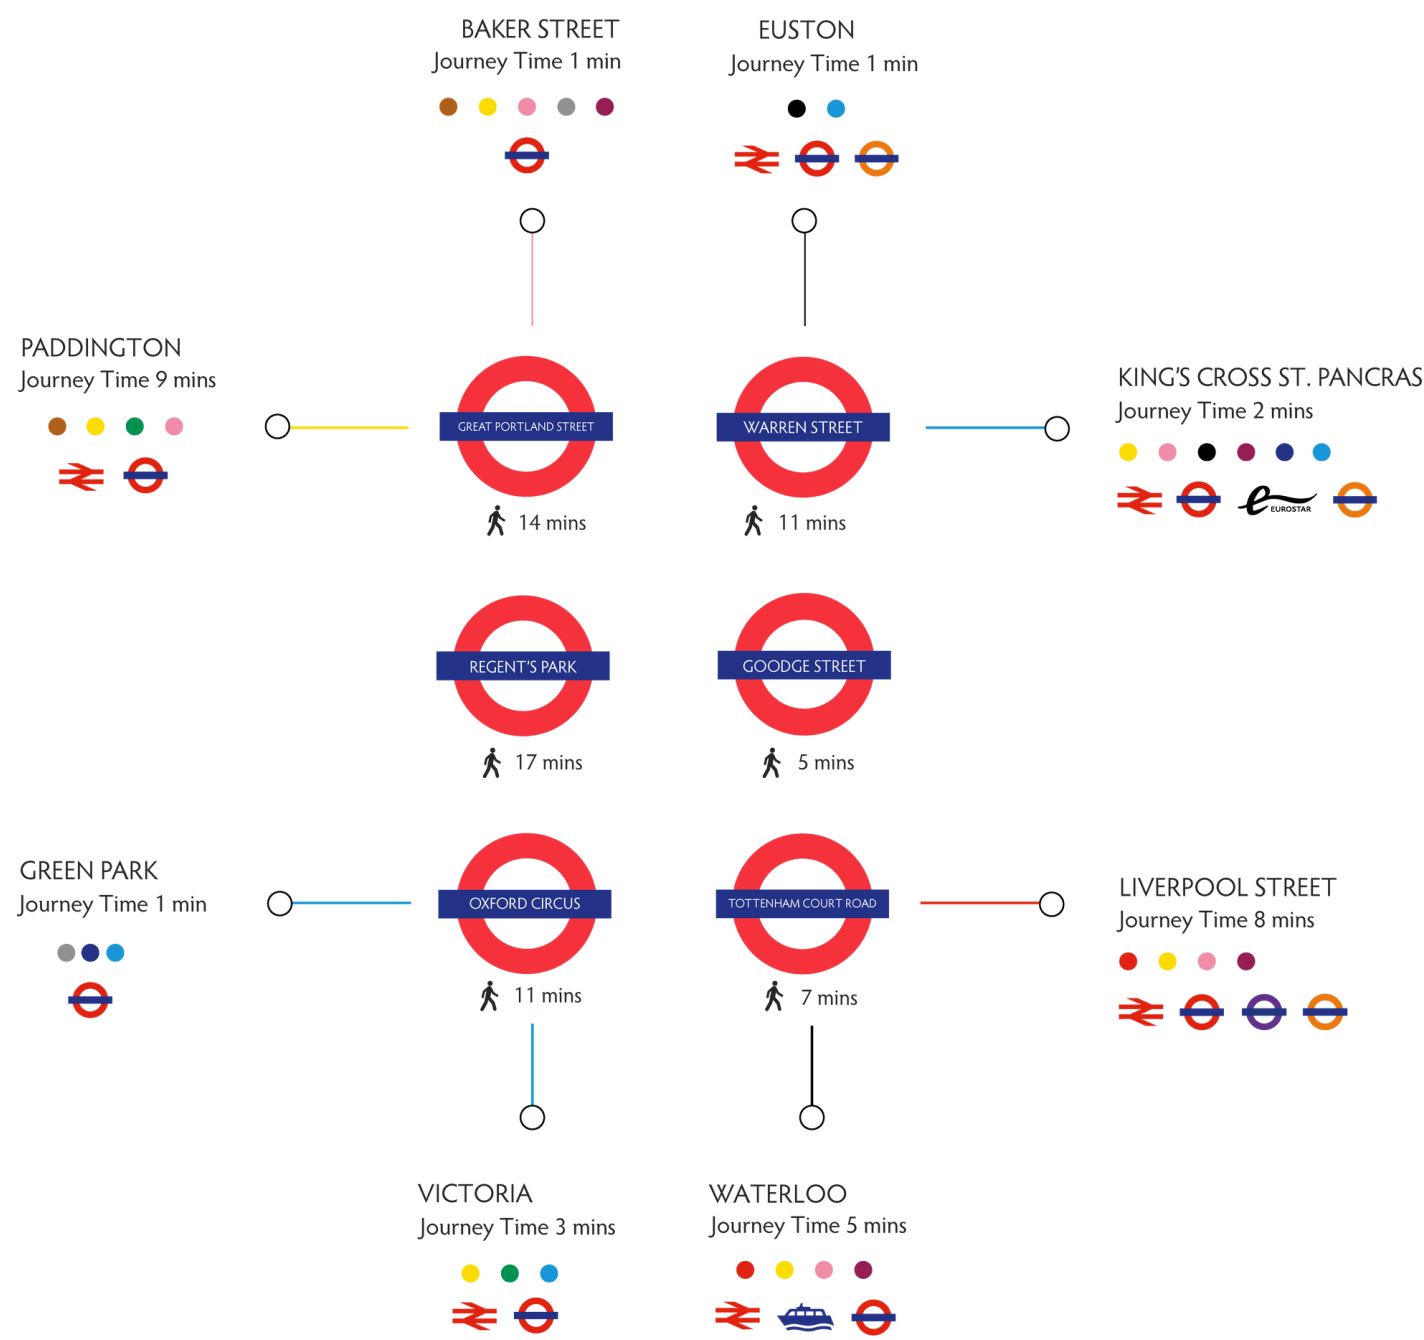 BAKER STREET
Journey Time 1 min
EUSTON
Journey Time 1 min
PADDINGTON
Journey Time 9 mins
GREAT PORTLAND STREET
14 mins
WARREN STREET
11 mins
KING'S CROSS ST. PANCRAS
Journey Time 2 mins
e EUROSTAR
REGENT'S PARK
17 mins
GOODGE STREET
5 mins
GREEN PARK
Journey Time 1 min
OXFORD CIRCUS
11 mins
TOTTENHAM COURT ROAD
7 mins
LIVERPOOL STREET
Journey Time 8 mins
VICTORIA
Journey Time 3 mins
WATERLOO
Journey Time 5 mins